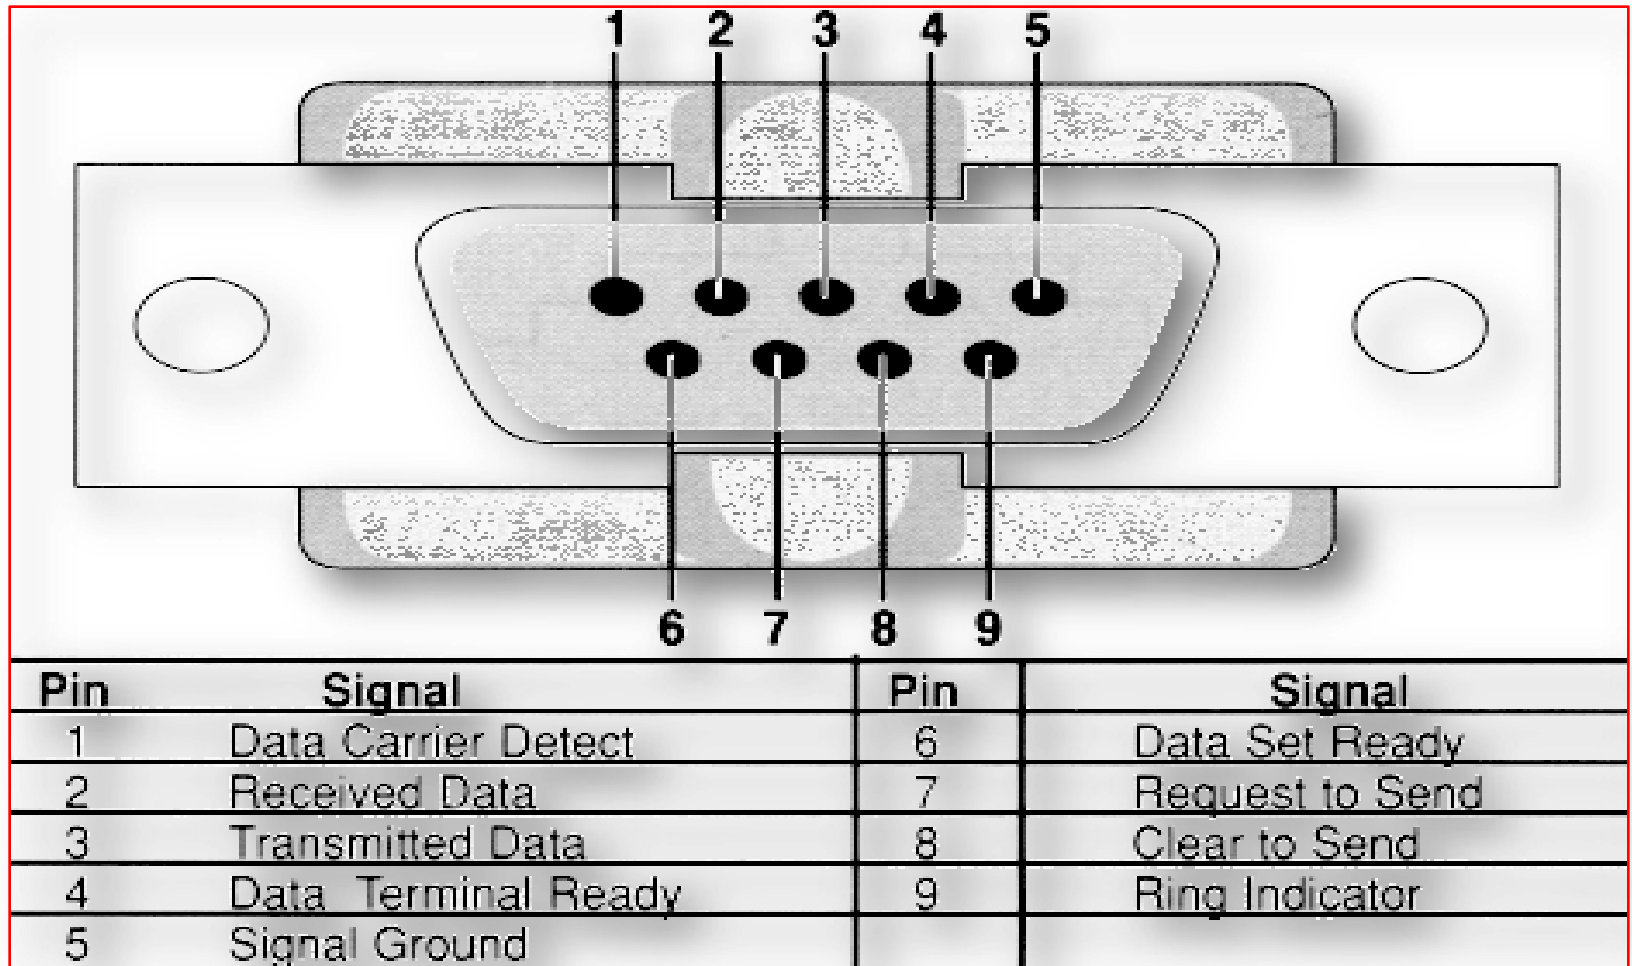 1 2 3 4 5
6 7 8 9
Pin Signal Pin Signal
1 Data Carrier Detect 6 Data Set Ready
2 Received Data 7 Request to Send
3 Transmitted Data 8 Clear to Send
4 Data Terminal Ready 9 Ring Indicator
5 Signal Ground